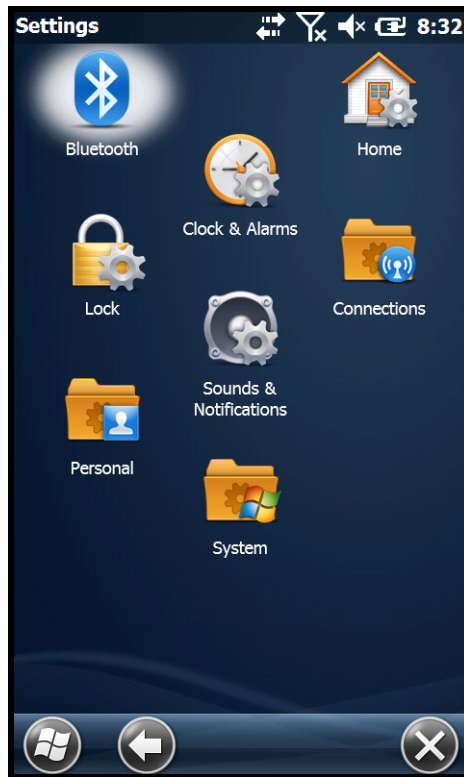 Settings 8:32
Bluetooth
Home
Clock & Alarms
Lock
Connections
Sounds &
Notifications
Personal
System